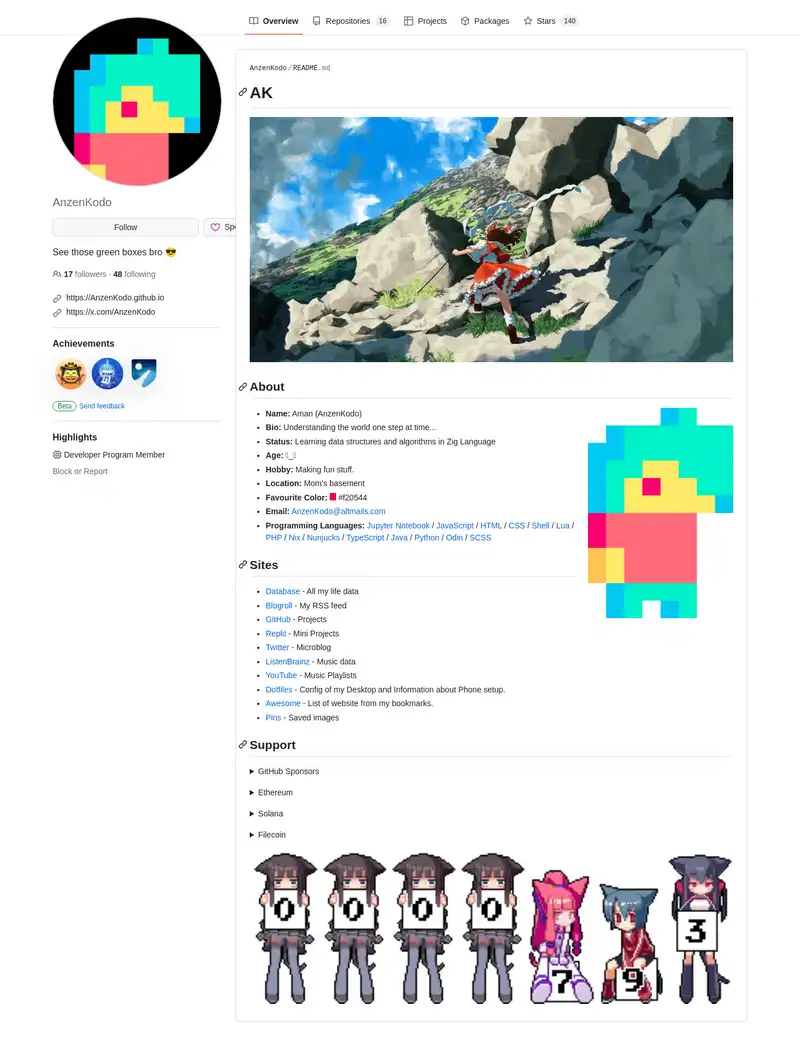 Overview Repositories 16 Projects Packages Stars 140
AnzenKodo
Follow
See those green boxes bro 😎
17 followers · 48 following
https://AnzenKodo.github.io
https://x.com/AnzenKodo
Achievements
Beta Send feedback
Highlights
Developer Program Member
Block or Report
AnzenKodo / README.md
AK
About
Name: Aman (AnzenKodo)
Bio: Understanding the world one step at time...
Status: Learning data structures and algorithms in Zig Language
Age:
Hobby: Making fun stuff.
Location: Mom's basement
Favourite Color: #f20544
Email: AnzenKodo@altmails.com
Programming Languages: Jupyter Notebook / JavaScript / HTML / CSS / Shell / Lua /
PHP / Nix / Nunjucks / TypeScript / Java / Python / Odin / SCSS
Sites
Database - All my life data
Blogroll - My RSS feed
GitHub - Projects
Replit - Mini Projects
Twitter - Microblog
ListenBrainz - Music data
YouTube - Music Playlists
Dotfiles - Config of my Desktop and Information about Phone setup.
Awesome - List of website from my bookmarks.
Pins - Saved images
Support
GitHub Sponsors
Ethereum
Solana
Filecoin
0 0 0 0 7 9 3